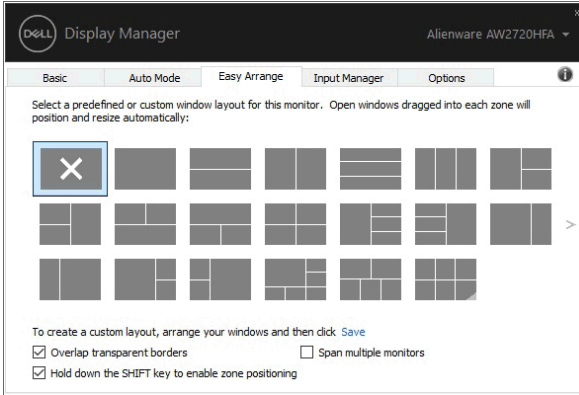 DELL Display Manager
Alienware AW2720HFA
Basic
Auto Mode
Easy Arrange
Input Manager
Options
Select a predefined or custom window layout for this monitor. Open windows dragged into each zone will
position and resize automatically:
To create a custom layout, arrange your windows and then click Save
Overlap transparent borders
Span multiple monitors
Hold down the SHIFT key to enable zone positioning